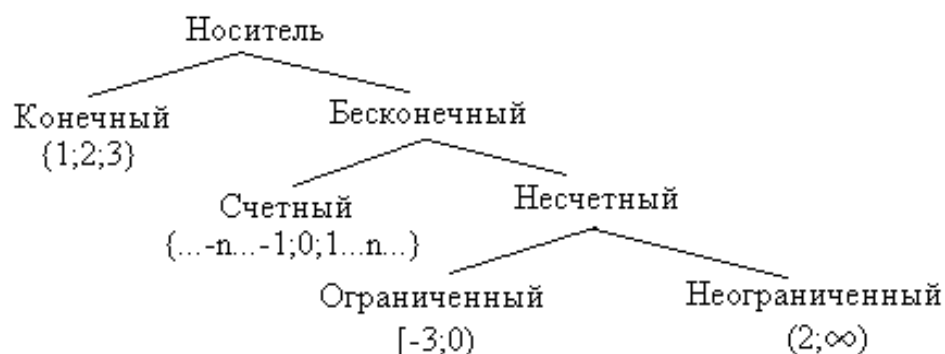 Носитель
Конечный
{1;2;3}
Бесконечный
Счетный
{...-n...-1;0;1...n...}
Несчетный
Ограниченный
[-3;0)
Неограниченный
(2;∞)